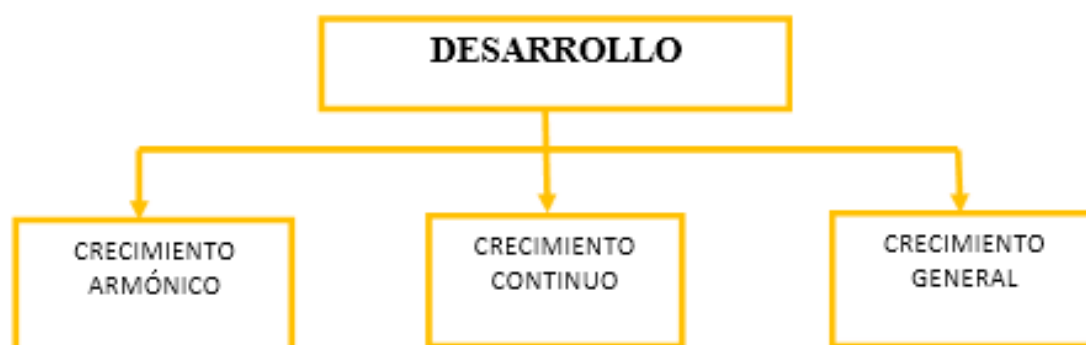 DESARROLLO
CRECIMIENTO
ARMÓNICO
CRECIMIENTO
CONTINUO
CRECIMIENTO
GENERAL